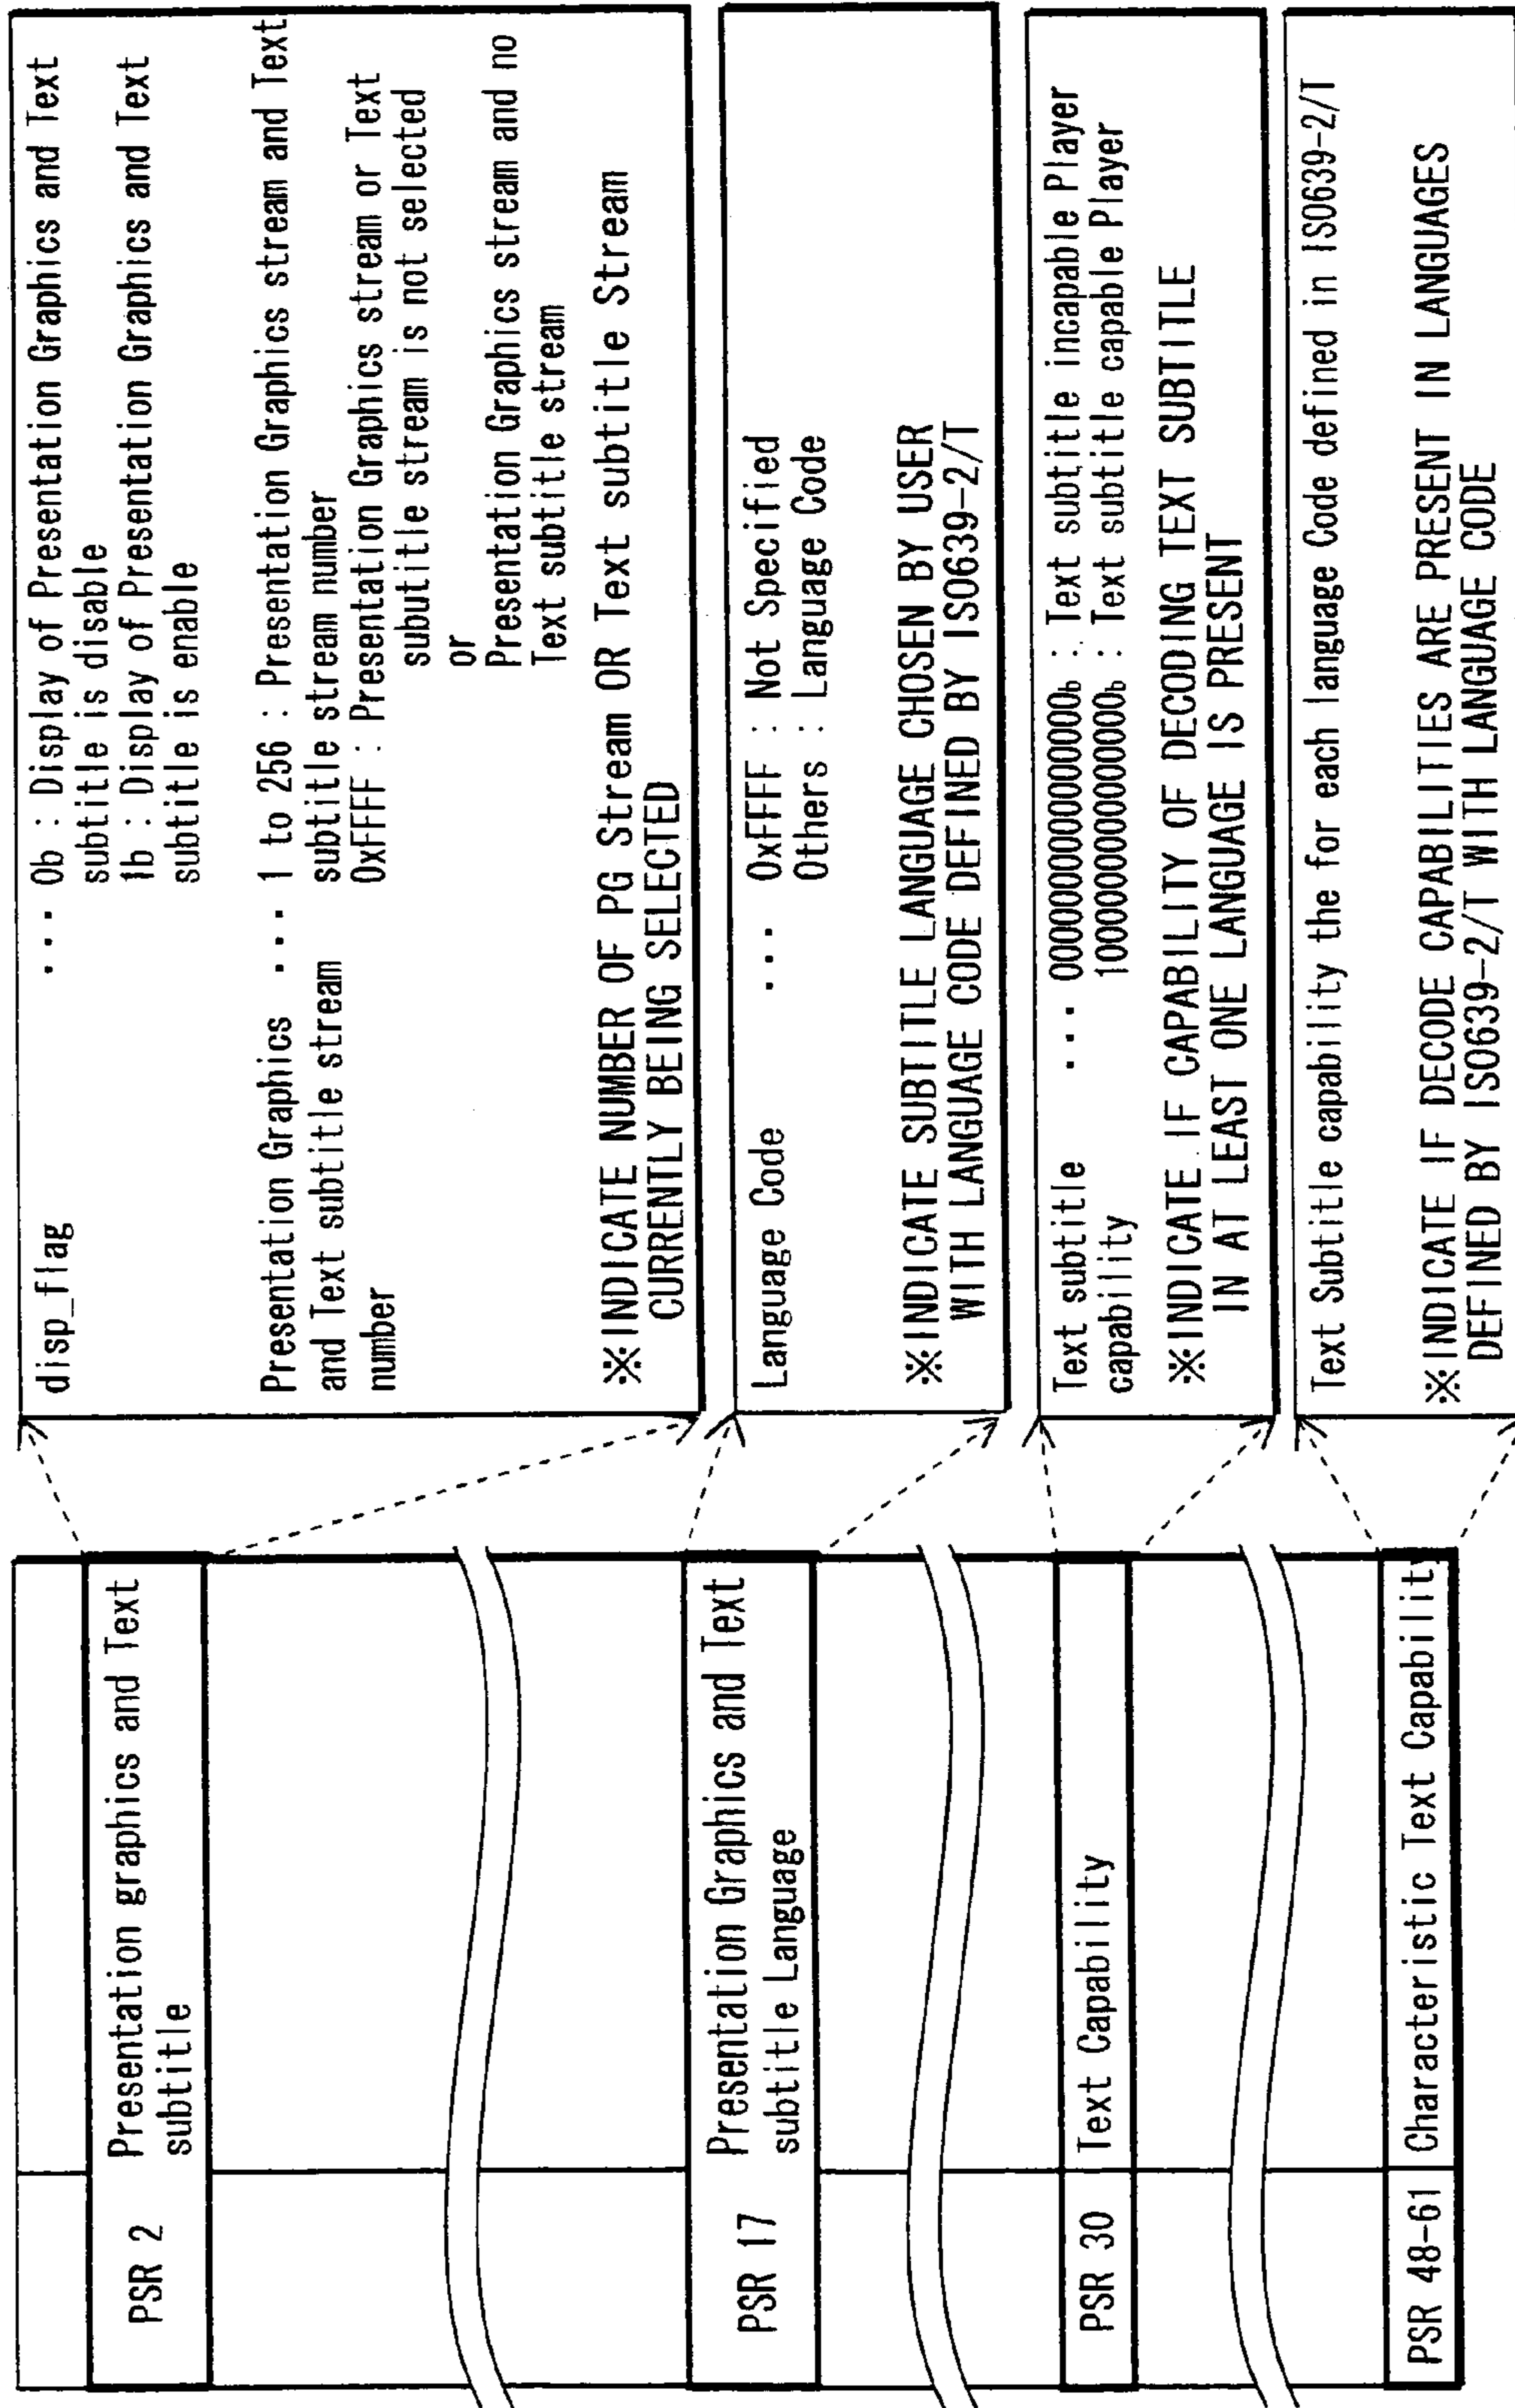 PSR 2
Presentation graphics and Text
subtitle
PSR 17
Presentation Graphics and Text
subtitle Language
PSR 30
Text Capability
PSR 48-61
Characteristic Text Capability
disp_flag
... 0b : Display of Presentation Graphics and Text
subtitle is disable
1b : Display of Presentation Graphics and Text
subtitle is enable
Presentation Graphics
and Text subtitle stream
number
... 1 to 256 : Presentation Graphics stream and Text
subtitle stream number
0xFFF : Presentation Graphics stream or Text
subutitle stream is not selected
or
Presentation Graphics stream and no
Text subtitle stream
※INDICATE NUMBER OF PG Stream OR Text subtitle Stream
CURRENTLY BEING SELECTED
Language Code ... 0xFFFF : Not Specified
Others : Language Code
※INDICATE SUBTITLE LANGUAGE CHOSEN BY USER
WITH LANGUAGE CODE DEFINED BY ISO639-2/T
Text subtitle
capability
: Text subtitle incapable Player
: Text subtitle capable Player
※INDICATE IF CAPABILITY OF DECODING TEXT SUBTITLE
IN AT LEAST ONE LANGUAGE IS PRESENT
Text Subtitle capability the for each language Code defined in ISO639-2/T
※INDICATE IF DECODE CAPABILITIES ARE PRESENT IN LANGUAGES
DEFINED BY ISO639-2/T WITH LANGUAGE CODE